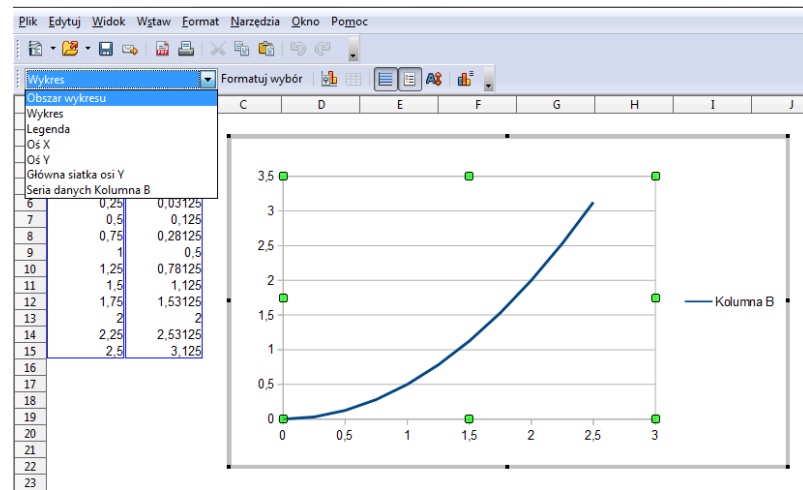 Plik Edytuj Widok Wstaw Format Narzędzia Okno Pomoc
Wykres Formatuj wybór
Obszar wykresu
Wykres
Legenda
Oś X
Oś Y
Główna siatka osi Y
Seria danych Kolumna B
C D E F G H I J
6 0,25 0,03125
7 0,5 0,125
8 0,75 0,28125
9 1 0,5
10 1,25 0,78125
11 1,5 1,125
12 1,75 1,53125
13 2 2
14 2,25 2,53125
15 2,5 3,125
16
17
18
19
20
21
22
23
3,5
3
2,5
2
1,5
1
0,5
0
0 0,5 1 1,5 2 2,5 3
Kolumna B